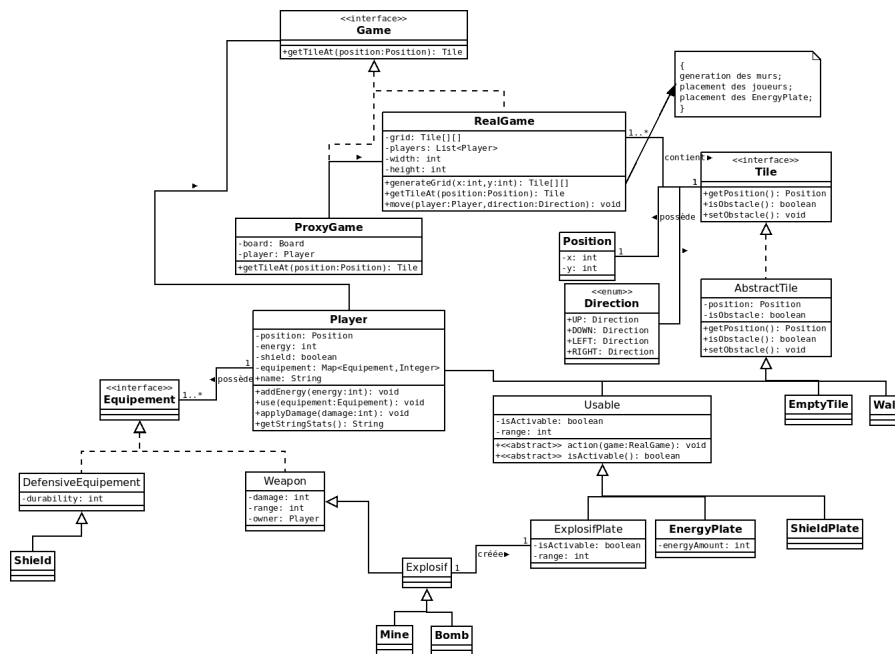 <<interface>>
Game
+getTileAt(position:Position): Tile
{
generation des murs;
placement des joueurs;
placement des EnergyPlate;
}
RealGame
-grid: Tile[][]
-players: List<Player>
-width: int
-height: int
+generateGrid(x:int,y:int): Tile[][]
+getTileAt(position:Position): Tile
+move(player:Player,direction:Direction): void
1..*
contient
1
<<interface>>
Tile
+getPosition(): Position
+isObstacle(): boolean
+setObstacle(): void
possède
ProxyGame
-board: Board
-player: Player
+getTileAt(position:Position): Tile
Position
-x: int
-y: int
1
<<enum>>
Direction
+UP: Direction
+DOWN: Direction
+LEFT: Direction
+RIGHT: Direction
AbstractTile
-position: Position
-isObstacle: boolean
+getPosition(): Position
+isObstacle(): boolean
+setObstacle(): void
Player
-position: Position
-energy: int
-shield: boolean
-equipement: Map<Equipement,Integer>
+name: String
+addEnergy(energy:int): void
+use(equipement:Equipement): void
+applyDamage(damage:int): void
+getStringStats(): String
1
possède
1..*
<<interface>>
Equipement
Usable
-isActivable: boolean
-range: int
+<<abstract>> action(game:RealGame): void
+<<abstract>> isActivable(): boolean
EmptyTile
DefensiveEquipement
-durability: int
Weapon
-damage: int
-range: int
-owner: Player
ExplosifPlate
-isActivable: boolean
-range: int
EnergyPlate
-energyAmount: int
ShieldPlate
Shield
Explosif
1
créée
1
Mine
Bomb